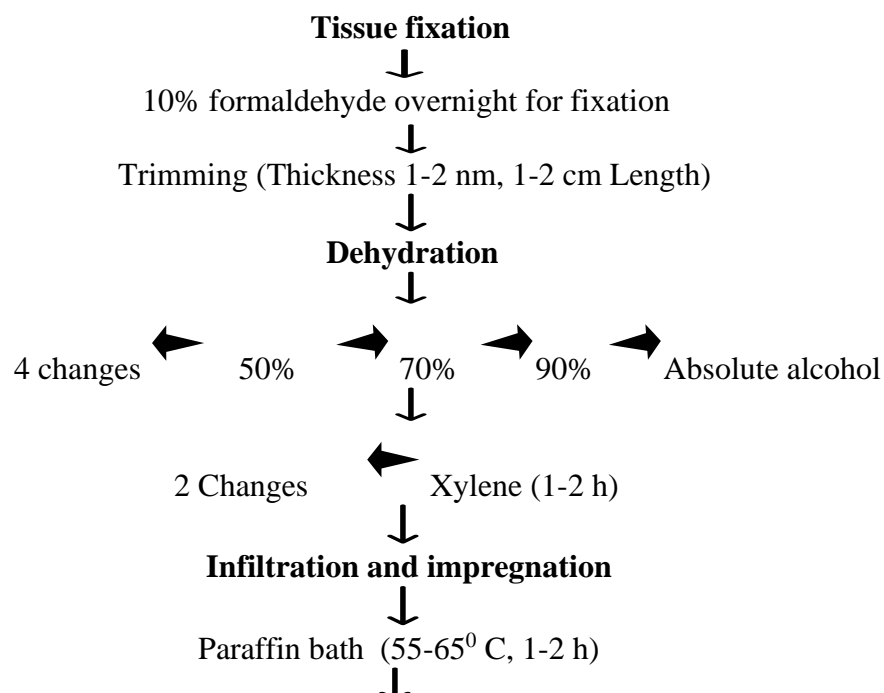 Tissue fixation
10% formaldehyde overnight for fixation
Trimming (Thickness 1-2 nm, 1-2 cm Length)
Dehydration
4 changes 50% 70% 90% Absolute alcohol
2 Changes Xylene (1-2 h)
Infiltration and impregnation
Paraffin bath (55-65⁰ C, 1-2 h)